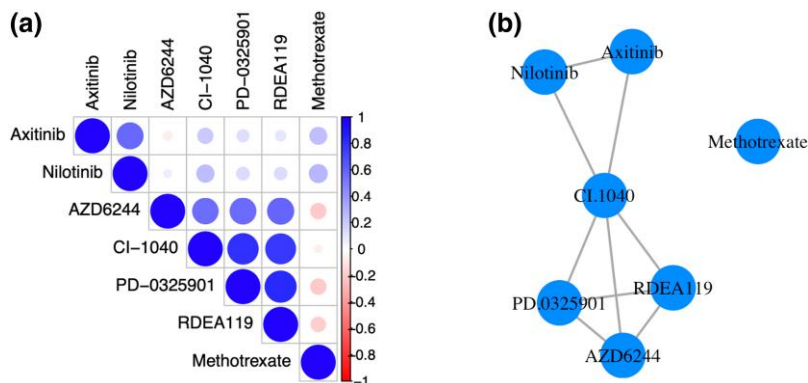 (a)
Axitinib
Nilotinib
AZD6244
CI−1040
PD−0325901
RDEA119
Methotrexate
Axitinib
Nilotinib
AZD6244
CI−1040
PD−0325901
RDEA119
Methotrexate
1
0.8
0.6
0.4
0.2
0
−0.2
−0.4
−0.6
−0.8
−1
(b)
Axitinib
Nilotinib
Methotrexate
CI.1040
RDEA119
PD.0325901
AZD6244